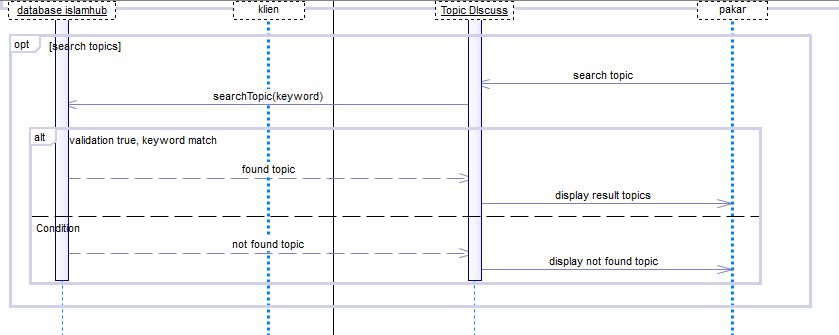 database islamhub
klien
Topic DIscuss
pakar
opt
[search topics]
search topic
searchTopic(keyword)
alt
validation true, keyword match
found topic
display result topics
Condition
not found topic
display not found topic